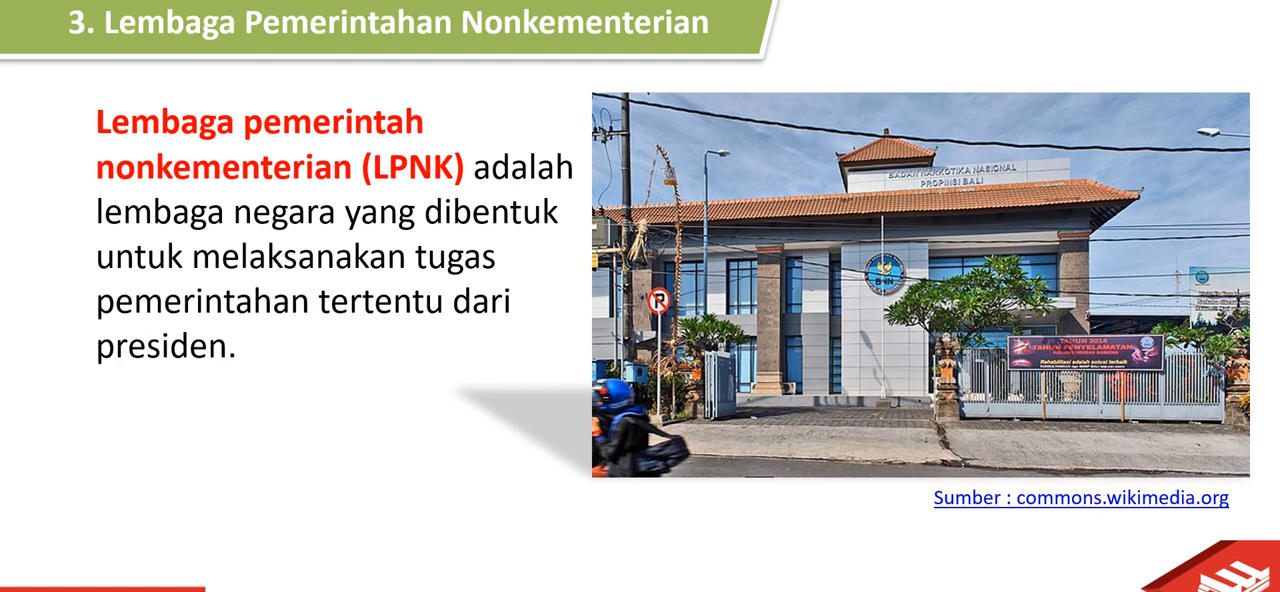 3. Lembaga Pemerintahan Nonkementerian
Lembaga pemerintah
nonkementerian (LPNK) adalah
lembaga negara yang dibentuk
untuk melaksanakan tugas
pemerintahan tertentu dari
presiden.
BADAN NARKOTIKA NASIONAL
PROPINSI BALI
BNN
P
TAHUN 2014
TAHUN PENYELAMATAN
Rehabilitasi adalah solusi terbaik
Sumber : commons.wikimedia.org